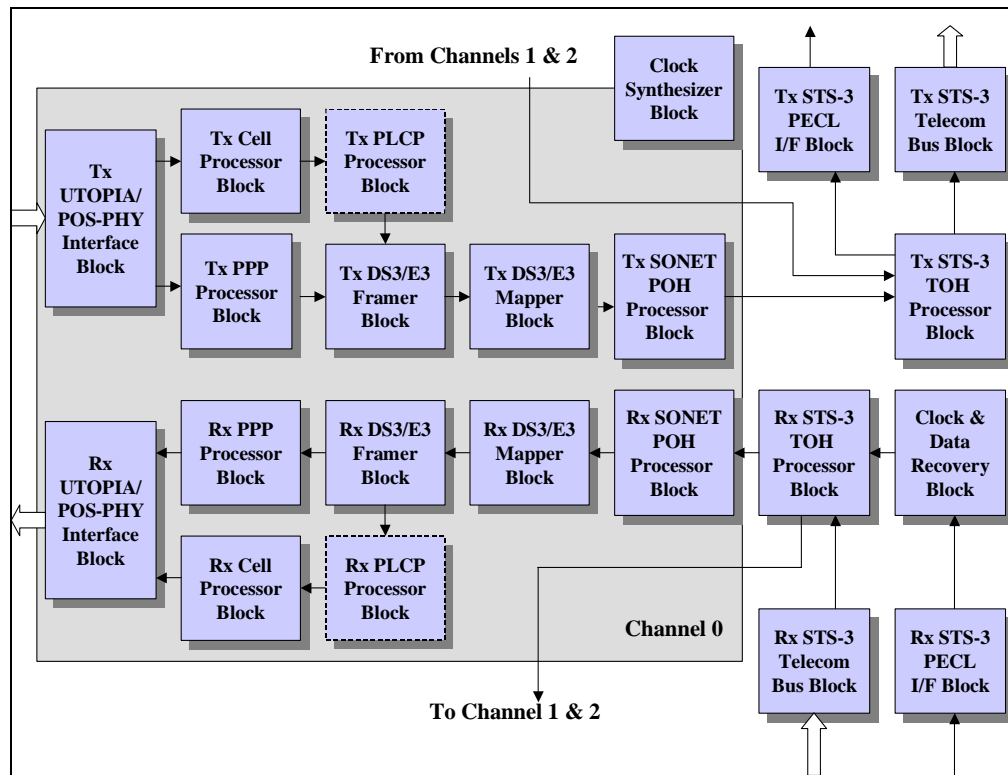 From Channels 1 & 2
Clock
Synthesizer
Block
Tx STS-3
PECL
I/F Block
Tx STS-3
Telecom
Bus Block
Tx
UTOPIA/
POS-PHY
Interface
Block
Tx Cell
Processor
Block
Tx PLCP
Processor
Block
Tx PPP
Processor
Block
Tx DS3/E3
Framer
Block
Tx DS3/E3
Mapper
Block
Tx SONET
POH
Processor
Block
Tx STS-3
TOH
Processor
Block
Rx
UTOPIA/
POS-PHY
Interface
Block
Rx PPP
Processor
Block
Rx DS3/E3
Framer
Block
Rx DS3/E3
Mapper
Block
Rx SONET
POH
Processor
Block
Rx STS-3
TOH
Processor
Block
Clock &
Data
Recovery
Block
Rx Cell
Processor
Block
Rx PLCP
Processor
Block
Channel 0
Rx STS-3
Telecom
Bus Block
Rx STS-3
PECL
I/F Block
To Channel 1 & 2